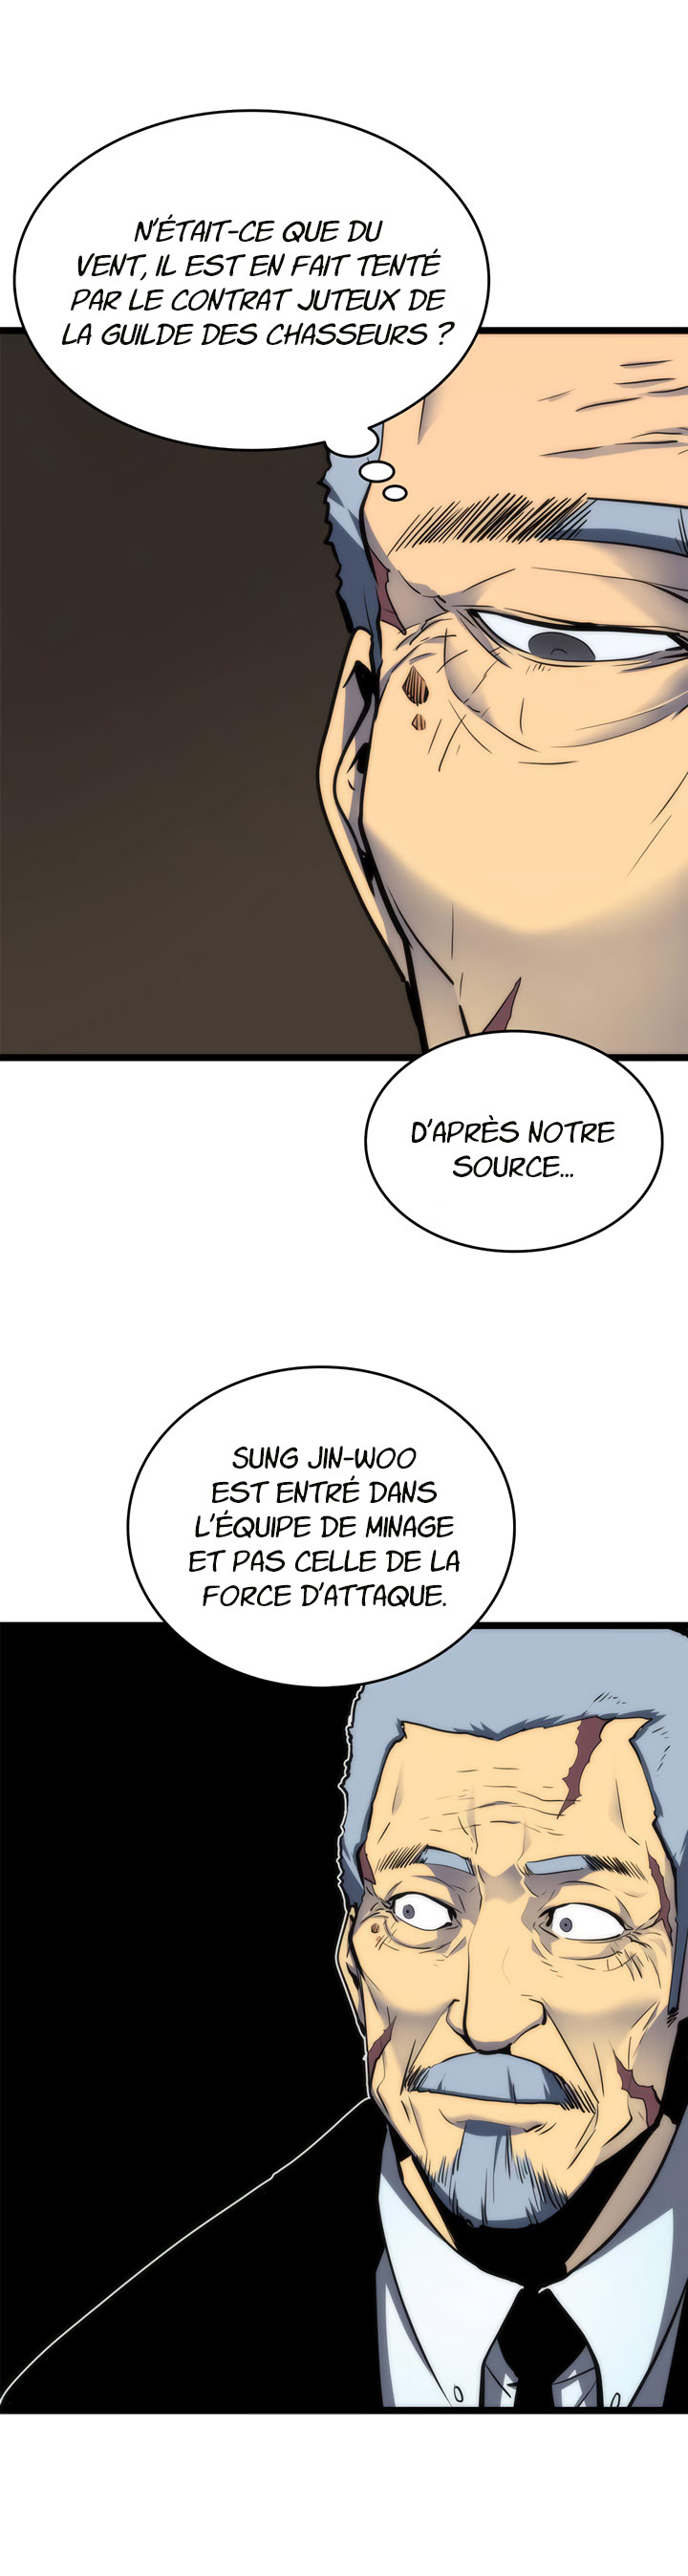 N'ÉTAIT-CE QUE DU
VENT, IL EST EN FAIT TENTÉ
PAR LE CONTRAT JUTEUX DE
LA GUILDE DES CHASSEURS ?
D'APRÈS NOTRE
SOURCE...
SUNG JIN-WOO
EST ENTRÉ DANS
L'ÉQUIPE DE MINAGE
ET PAS CELLE DE LA
FORCE D'ATTAQUE.